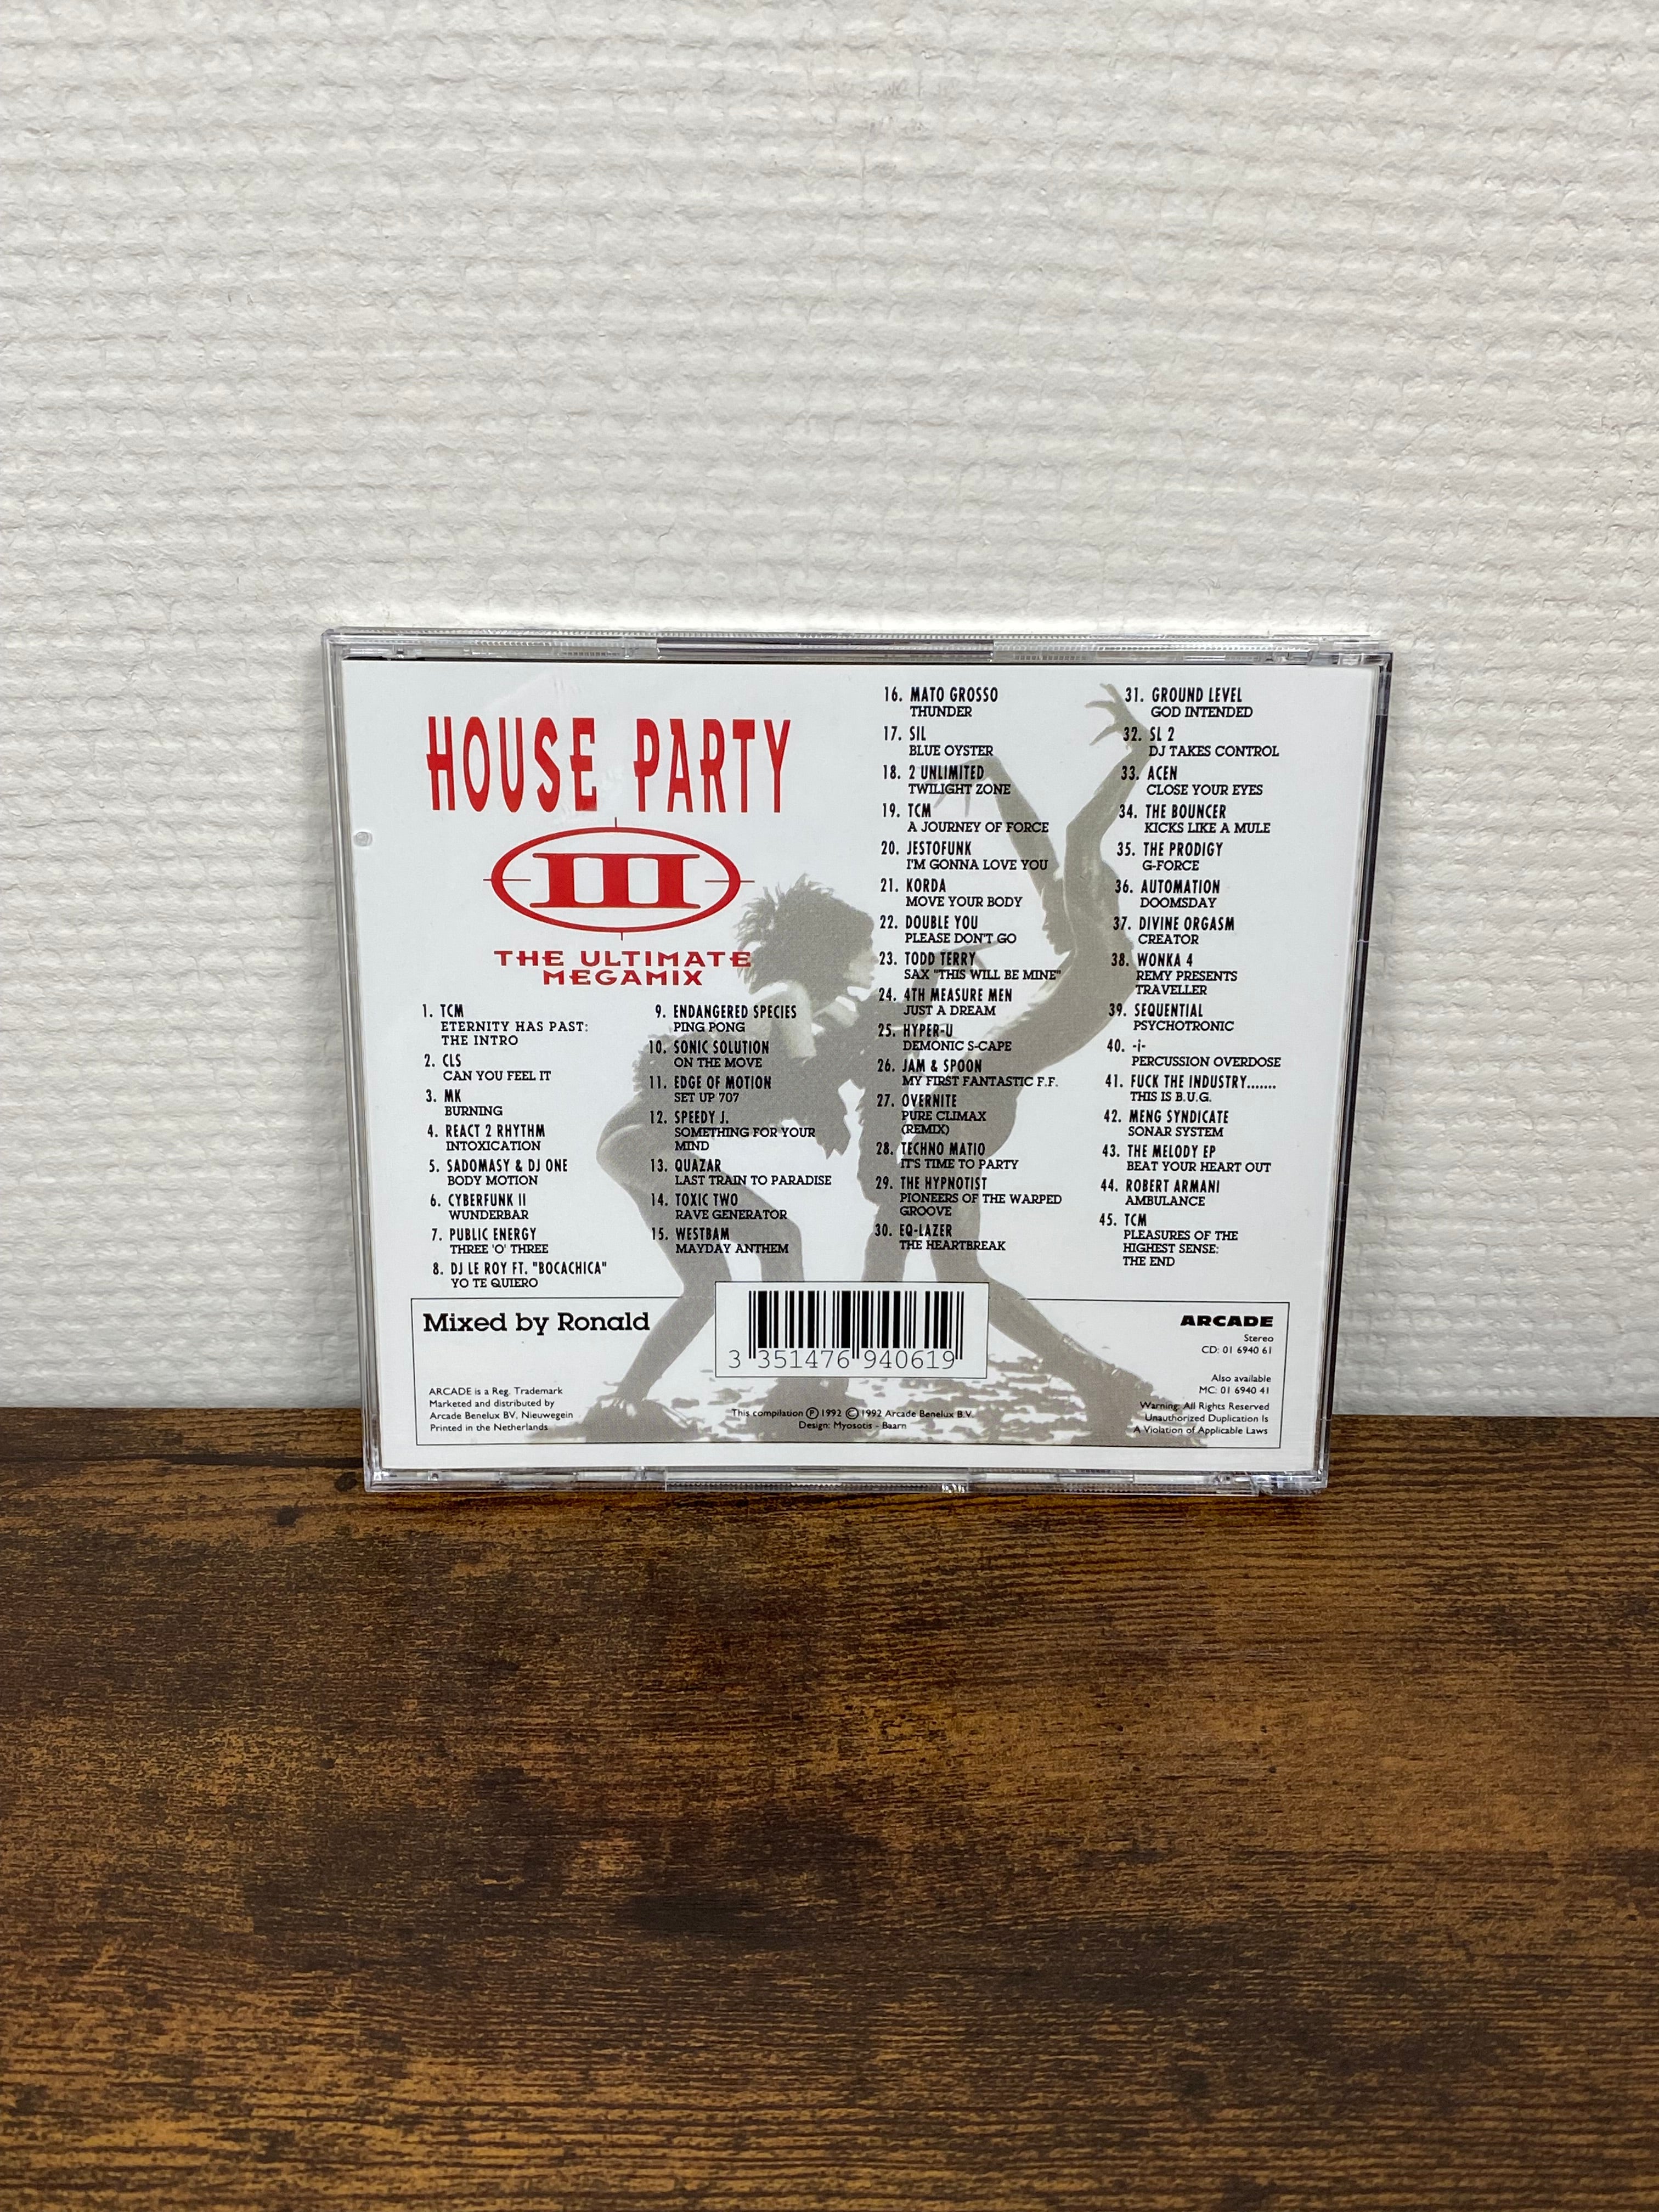 HOUSE PARTY
III
THE ULTIMATE
MEGAMIX
1. TCM
ETERNITY HAS PAST:
THE INTRO
2. CLS
CAN YOU FEEL IT
3. MK
BURNING
4. REACT 2 RHYTHM
INTOXICATION
5. SADOMASY & DJ ONE
BODY MOTION
6. CYBERFUNK II
WUNDERBAR
7. PUBLIC ENERGY
THREE 'O' THREE
8. DJ LE ROY FT. "BOCACHICA"
YO TE QUIERO
9. ENDANGERED SPECIES
PING PONG
10. SONIC SOLUTION
ON THE MOVE
11. EDGE OF MOTION
SET UP 707
12. SPEEDY J.
SOMETHING FOR YOUR
MIND
13. QUAZAR
LAST TRAIN TO PARADISE
14. TOXIC TWO
RAVE GENERATOR
15. WESTBAM
MAYDAY ANTHEM
16. MATO GROSSO
THUNDER
17. SIL
BLUE OYSTER
18. 2 UNLIMITED
TWILIGHT ZONE
19. TCM
A JOURNEY OF FORCE
20. JESTOFUNK
I'M GONNA LOVE YOU
21. KORDA
MOVE YOUR BODY
22. DOUBLE YOU
PLEASE DON'T GO
23. TODD TERRY
SAX "THIS WILL BE MINE"
24. 4TH MEASURE MEN
JUST A DREAM
25. HYPER-U
DEMONIC S-CAPE
26. JAM & SPOON
MY FIRST FANTASTIC F.F.
27. OVERNITE
PURE CLIMAX
(REMIX)
28. TECHNO MATIO
IT'S TIME TO PARTY
29. THE HYPNOTIST
PIONEERS OF THE WARPED
GROOVE
30. EQ-LAZER
THE HEARTBREAK
31. GROUND LEVEL
GOD INTENDED
32. SL 2
DJ TAKES CONTROL
33. ACEN
CLOSE YOUR EYES
34. THE BOUNCER
KICKS LIKE A MULE
35. THE PRODIGY
G-FORCE
36. AUTOMATION
DOOMSDAY
37. DIVINE ORGASM
CREATOR
38. WONKA 4
REMY PRESENTS
TRAVELLER
39. SEQUENTIAL
PSYCHOTRONIC
40. -i-
PERCUSSION OVERDOSE
41. FUCK THE INDUSTRY.......
THIS IS B.U.G.
42. MENG SYNDICATE
SONAR SYSTEM
43. THE MELODY EP
BEAT YOUR HEART OUT
44. ROBERT ARMANI
AMBULANCE
45. TCM
PLEASURES OF THE
HIGHEST SENSE:
THE END
Mixed by Ronald
ARCADE is a Reg. Trademark
Marketed and distributed by
Arcade Benelux BV, Nieuwegein
Printed in the Netherlands
3 351476 940619
This compilation Ⓟ 1992 © 1992 Arcade Benelux B.V.
Design: Myosotis - Baarn
ARCADE
Stereo
CD: 01 6940 61
Also available
MC: 01 6940 41
Warning: All Rights Reserved
Unauthorized Duplication Is
A Violation of Applicable Laws